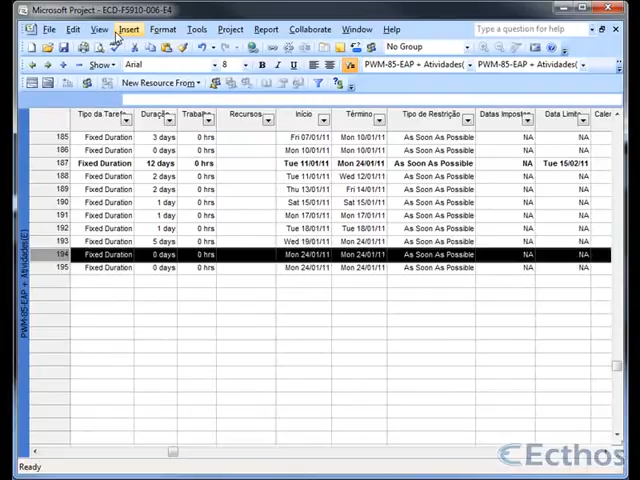 Microsoft Project - ECD-F5910-006-E4
File Edit View Insert Format Tools Project Report Collaborate Window Help Type a question for help
No Group
Show Arial 8 B I U PWM-85-EAP + Atividades( PWM-85-EAP + Atividades(
New Resource From
Tipo da Tarefa Duraçã Trabalho Recursos Início Término Tipo de Restrição Datas Impostas Data Limite Caler
185 Fixed Duration 3 days 0 hrs Fri 07/01/11 Mon 10/01/11 As Soon As Possible NA NA
186 Fixed Duration 0 days 0 hrs Mon 10/01/11 Mon 10/01/11 As Soon As Possible NA NA
187 Fixed Duration 12 days 0 hrs Tue 11/01/11 Mon 24/01/11 As Soon As Possible NA Tue 15/02/11
188 Fixed Duration 2 days 0 hrs Tue 11/01/11 Wed 12/01/11 As Soon As Possible NA NA
189 Fixed Duration 2 days 0 hrs Thu 13/01/11 Fri 14/01/11 As Soon As Possible NA NA
190 Fixed Duration 1 day 0 hrs Sat 15/01/11 Sat 15/01/11 As Soon As Possible NA NA
191 Fixed Duration 1 day 0 hrs Mon 17/01/11 Mon 17/01/11 As Soon As Possible NA NA
192 Fixed Duration 1 day 0 hrs Tue 18/01/11 Tue 18/01/11 As Soon As Possible NA NA
193 Fixed Duration 5 days 0 hrs Wed 19/01/11 Mon 24/01/11 As Soon As Possible NA NA
194 Fixed Duration 0 days 0 hrs Mon 24/01/11 Mon 24/01/11 As Soon As Possible NA NA
195 Fixed Duration 0 days 0 hrs Mon 24/01/11 Mon 24/01/11 As Soon As Possible NA NA
PWM-85-EAP + Atividades(E)
Ecthos
Ready